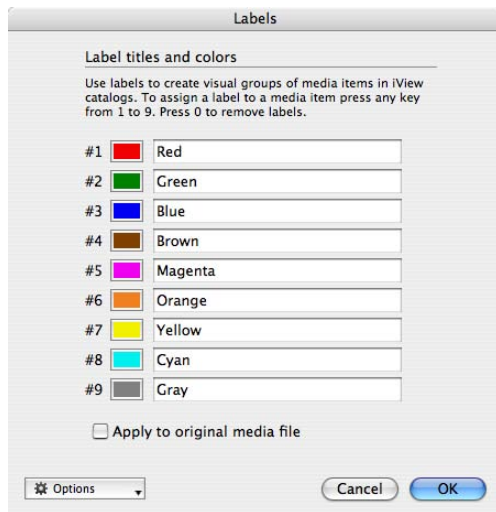 Labels
Label titles and colors
Use labels to create visual groups of media items in iView
catalogs. To assign a label to a media item press any key
from 1 to 9. Press 0 to remove labels.
#1 Red
#2 Green
#3 Blue
#4 Brown
#5 Magenta
#6 Orange
#7 Yellow
#8 Cyan
#9 Gray
Apply to original media file
Options Cancel OK